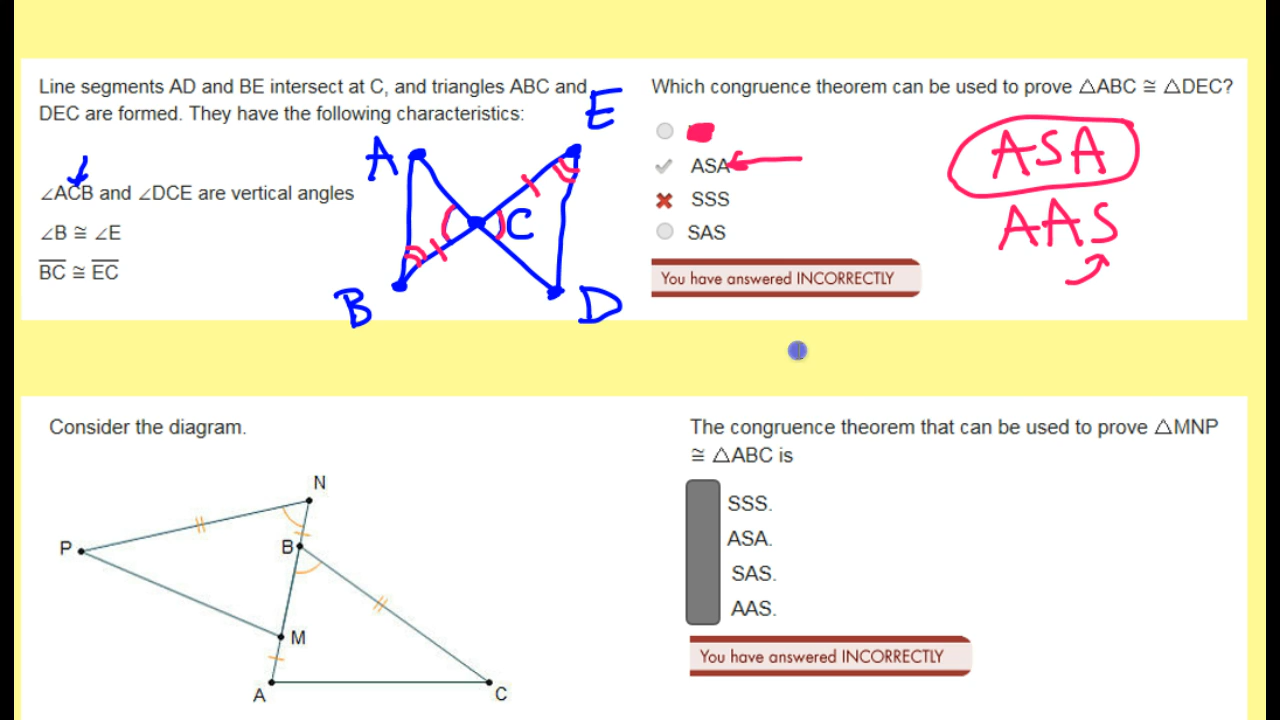 Line segments AD and BE intersect at C, and triangles ABC and
DEC are formed. They have the following characteristics:
∠ACB and ∠DCE are vertical angles
∠B ≅ ∠E
BC ≅ EC
A
E
C
B
D
Which congruence theorem can be used to prove △ABC ≅ △DEC?
ASA
SSS
SAS
You have answered INCORRECTLY
ASA
AAS
Consider the diagram.
N
P
B
M
A
C
The congruence theorem that can be used to prove △MNP
≅ △ABC is
SSS.
ASA.
SAS.
AAS.
You have answered INCORRECTLY